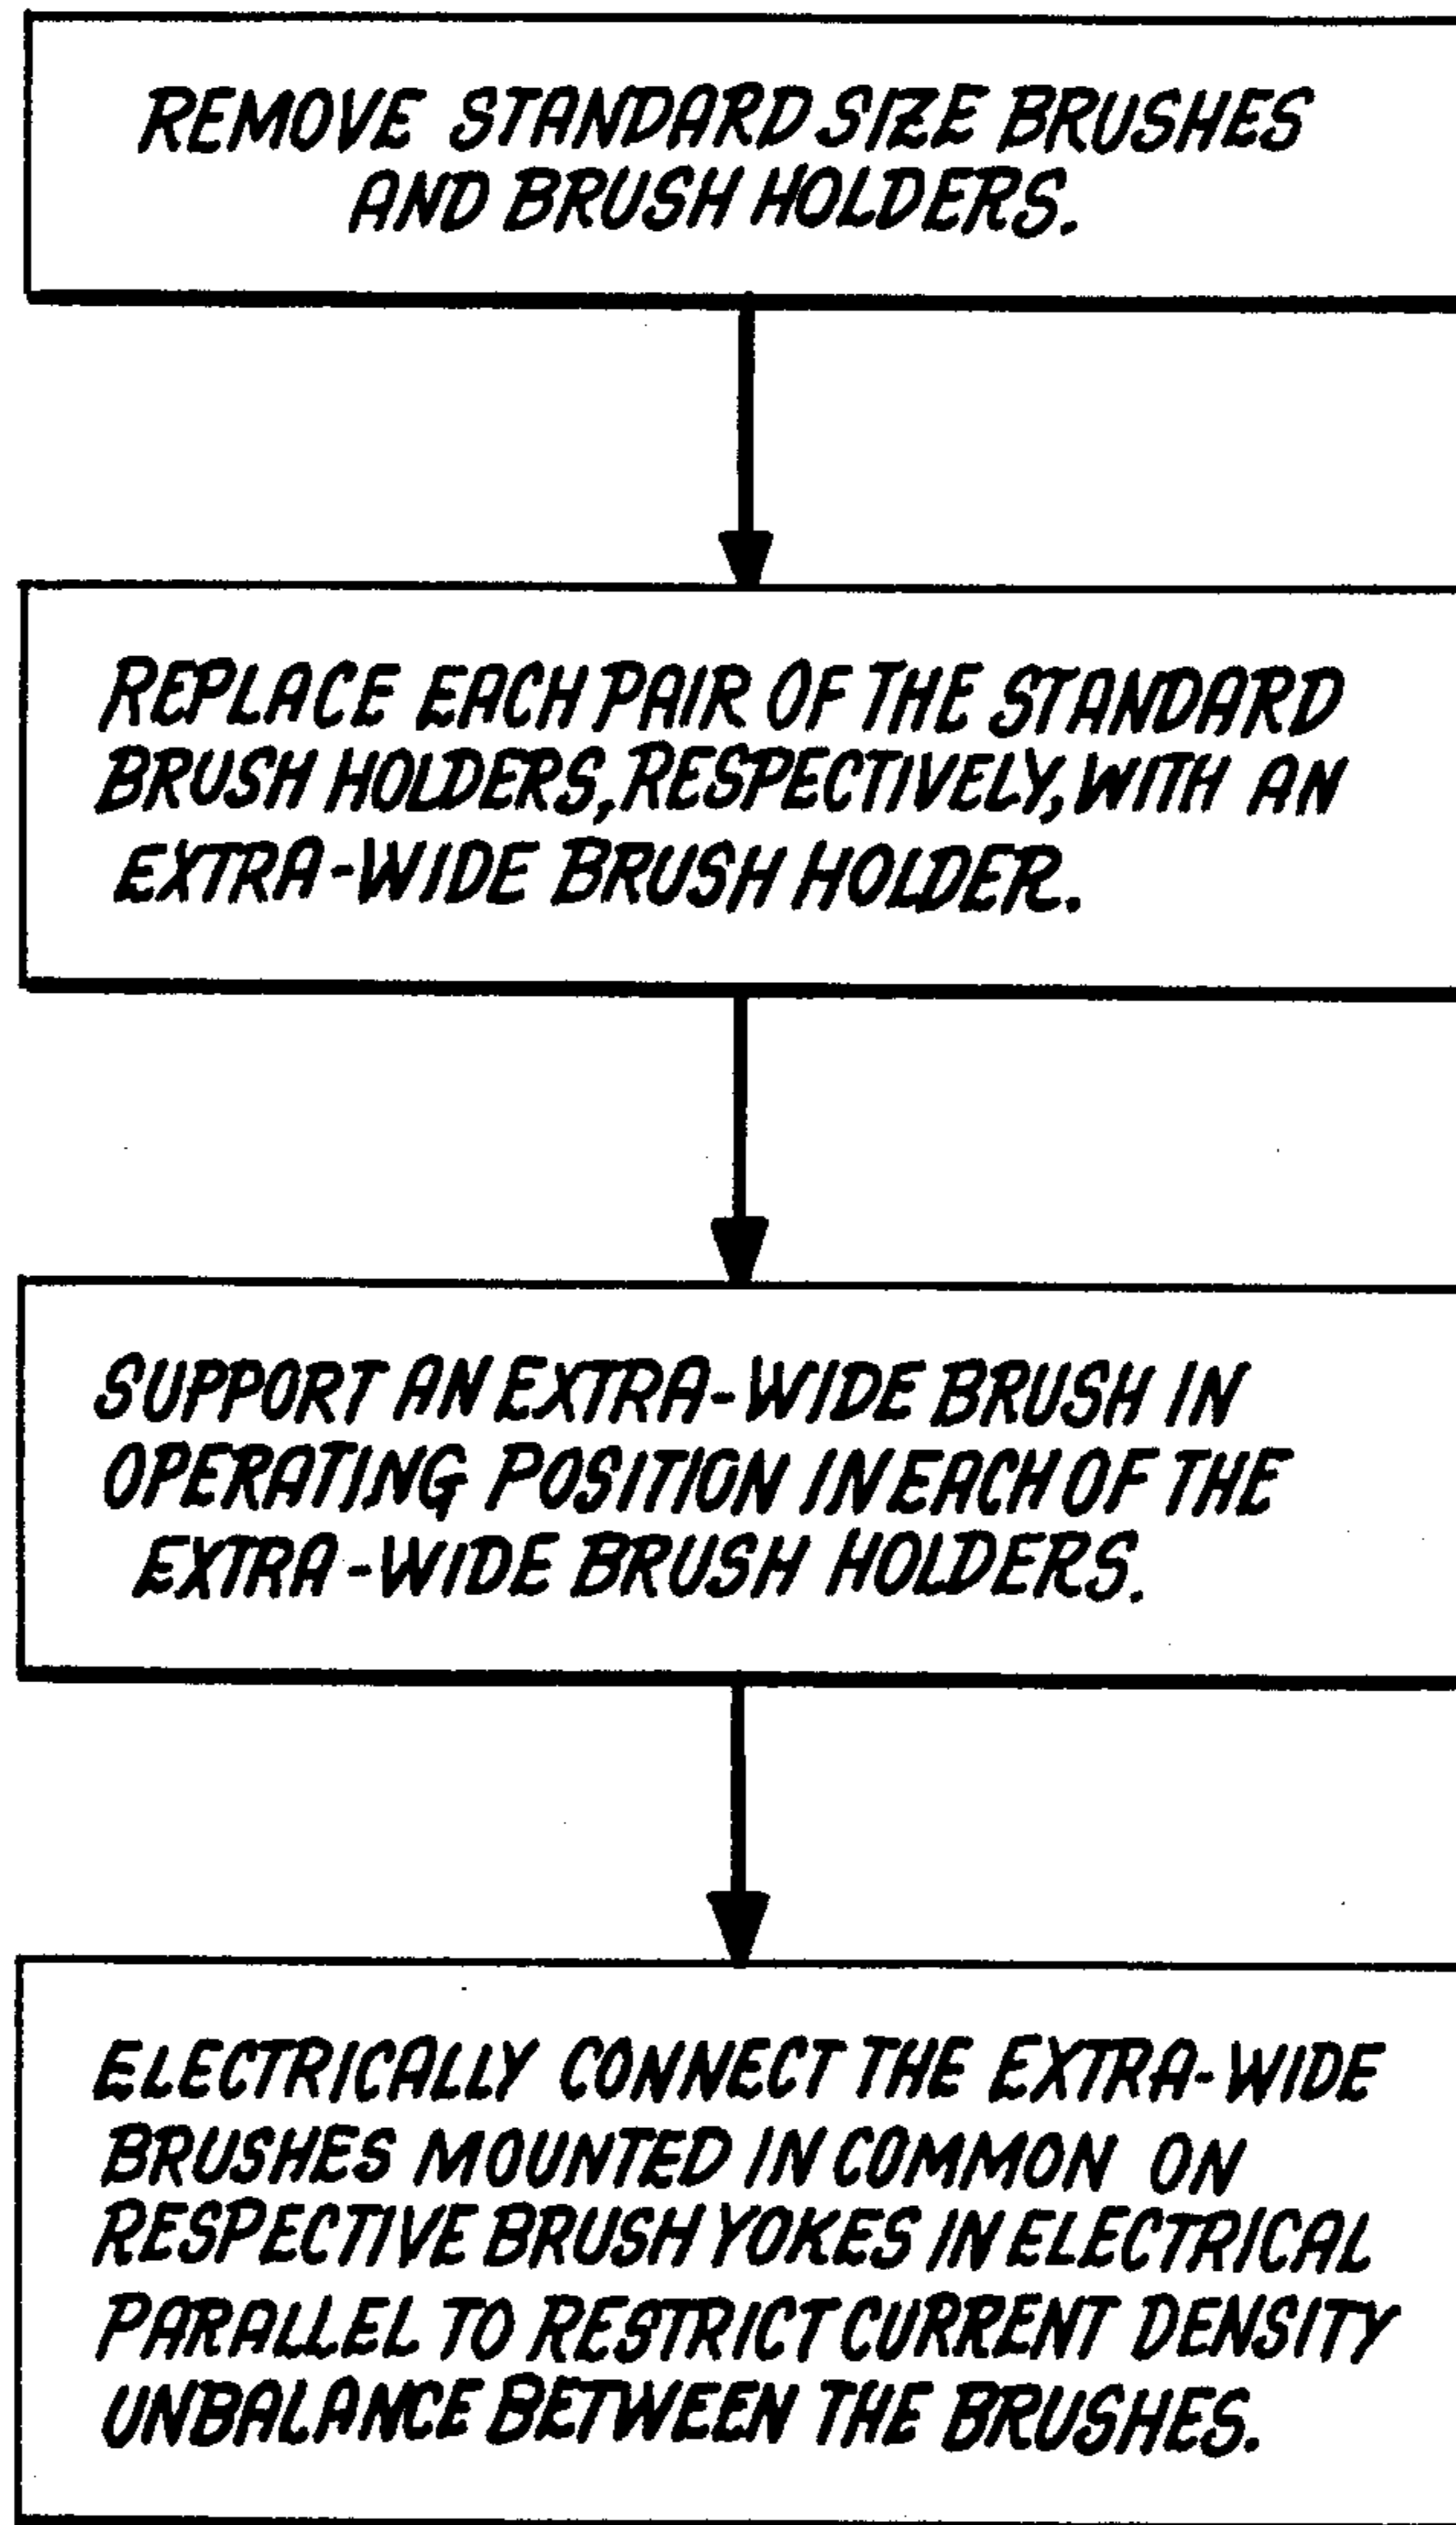 REMOVE STANDARD SIZE BRUSHES
AND BRUSH HOLDERS.
REPLACE EACH PAIR OF THE STANDARD
BRUSH HOLDERS, RESPECTIVELY, WITH AN
EXTRA-WIDE BRUSH HOLDER.
SUPPORT AN EXTRA-WIDE BRUSH IN
OPERATING POSITION IN EACH OF THE
EXTRA-WIDE BRUSH HOLDERS.
ELECTRICALLY CONNECT THE EXTRA-WIDE
BRUSHES MOUNTED IN COMMON ON
RESPECTIVE BRUSH YOKES IN ELECTRICAL
PARALLEL TO RESTRICT CURRENT DENSITY
UNBALANCE BETWEEN THE BRUSHES.